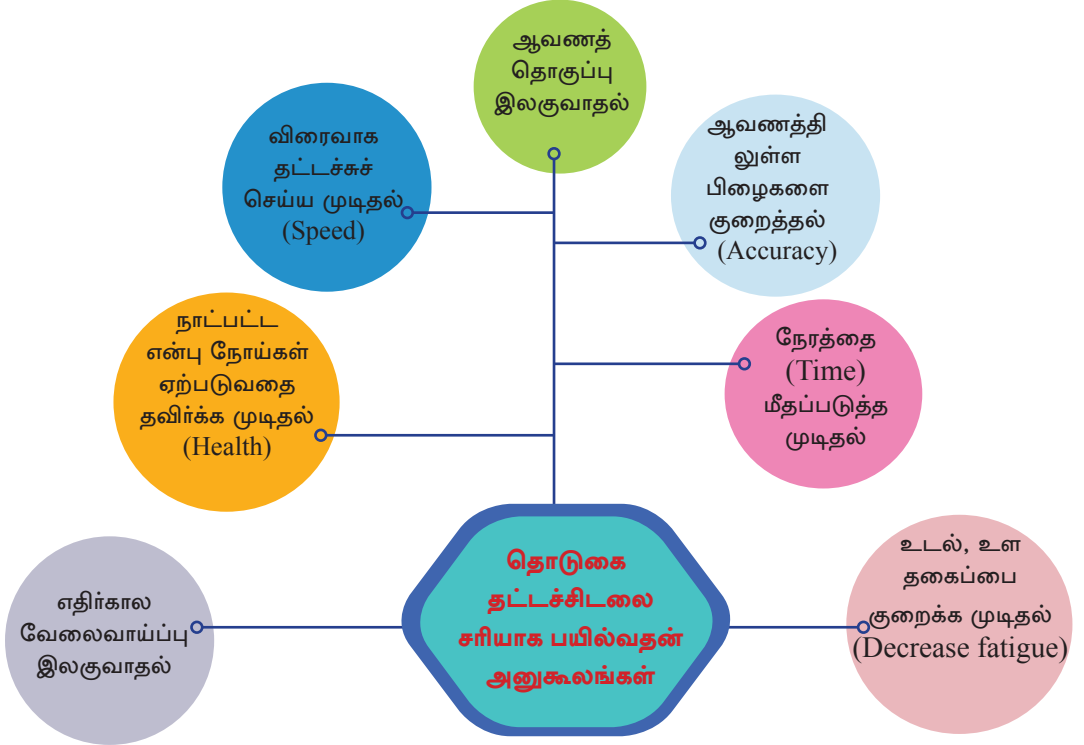 ஆவணத்
தொகுப்பு
இலகுவாதல்
விரைவாக
தட்டச்சுச்
செய்ய முடிதல்
(Speed)
ஆவணத்தி
லுள்ள
பிழைகளை
குறைத்தல்
(Accuracy)
நாட்பட்ட
என்பு நோய்கள்
ஏற்படுவதை
தவிர்க்க முடிதல்
(Health)
நேரத்தை
(Time)
மீதப்படுத்த
முடிதல்
எதிர்கால
வேலைவாய்ப்பு
இலகுவாதல்
தொடுகை
தட்டச்சிடலை
சரியாக பயில்வதன்
அனுகூலங்கள்
உடல், உள
தகைப்பை
குறைக்க முடிதல்
(Decrease fatigue)